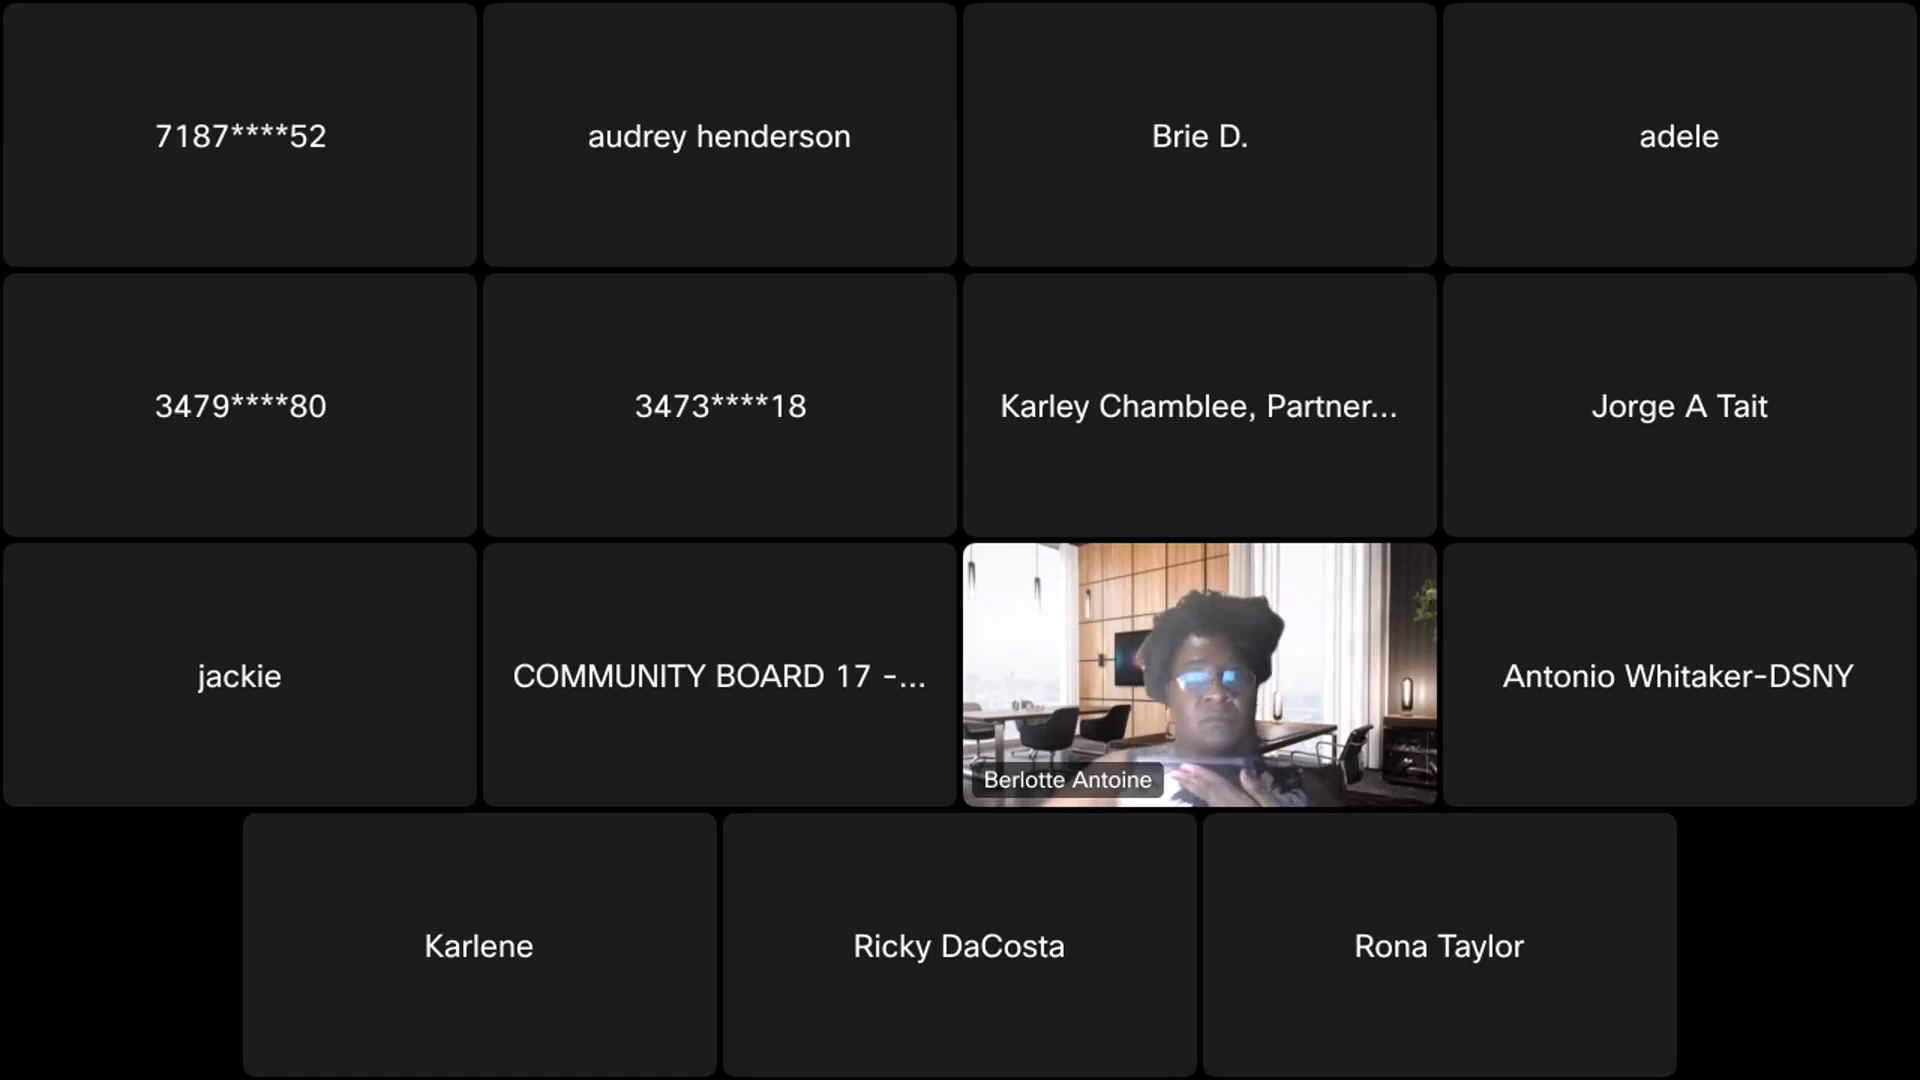 7187****52
audrey henderson
Brie D.
adele
3479****80
3473****18
Karley Chamblee, Partner...
Jorge A Tait
jackie
COMMUNITY BOARD 17 -...
Berlotte Antoine
Antonio Whitaker-DSNY
Karlene
Ricky DaCosta
Rona Taylor